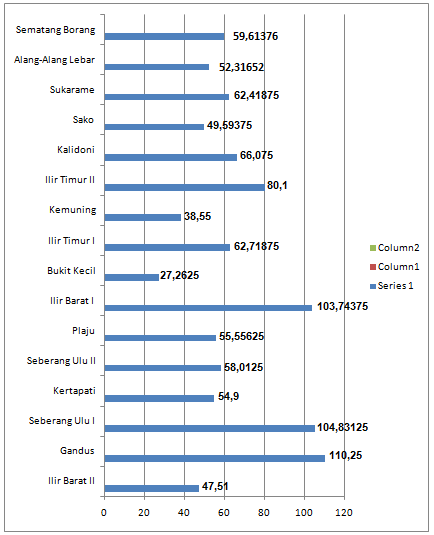 Sematang Borang 59,61376
Alang-Alang Lebar 52,31652
Sukarame 62,41875
Sako 49,59375
Kalidoni 66,075
Ilir Timur II 80,1
Kemuning 38,55
Ilir Timur I 62,71875
Bukit Kecil 27,2625
Ilir Barat I 103,74375
Plaju 55,55625
Seberang Ulu II 58,0125
Kertapati 54,9
Seberang Ulu I 104,83125
Gandus 110,25
Ilir Barat II 47,51
0 20 40 60 80 100 120
Column2
Column1
Series 1